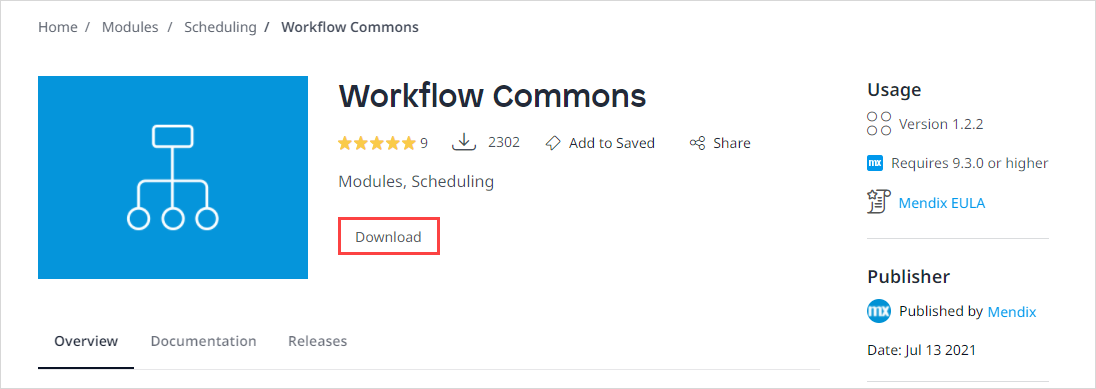 Home / Modules / Scheduling / Workflow Commons
Workflow Commons
9 2302 Add to Saved Share
Modules, Scheduling
Download
Overview Documentation Releases
Usage
Version 1.2.2
mx Requires 9.3.0 or higher
Mendix EULA
Publisher
mx Published by Mendix
Date: Jul 13 2021